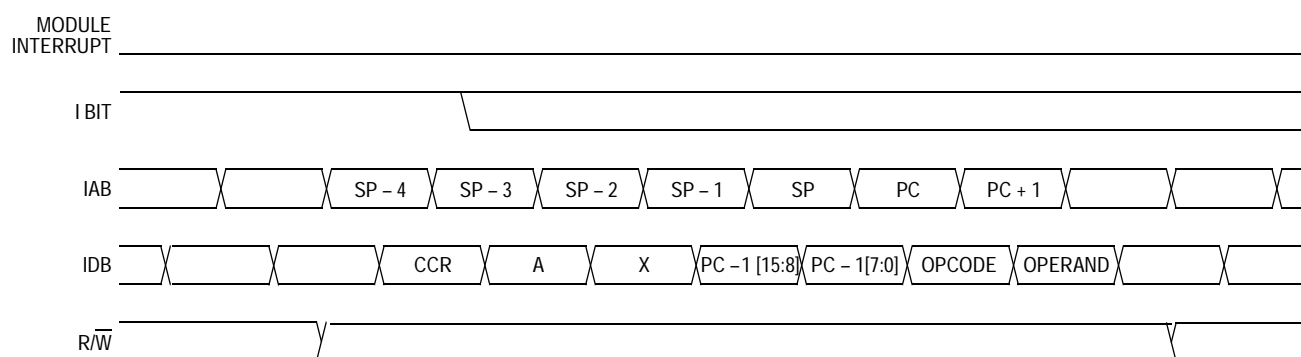 MODULE
INTERRUPT
I BIT
IAB SP – 4 SP – 3 SP – 2 SP – 1 SP PC PC + 1
IDB CCR A X PC –1 [15:8] PC – 1[7:0] OPCODE OPERAND
R/W̅